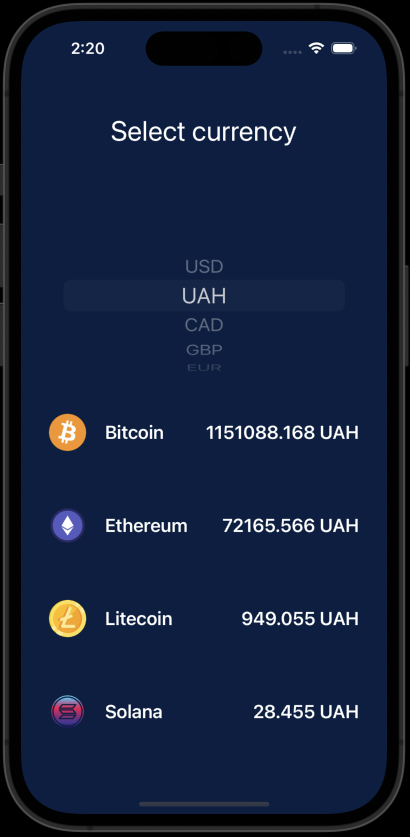 2:20
Select currency
USD
UAH
CAD
GBP
EUR
Bitcoin 1151088.168 UAH
Ethereum 72165.566 UAH
Litecoin 949.055 UAH
Solana 28.455 UAH